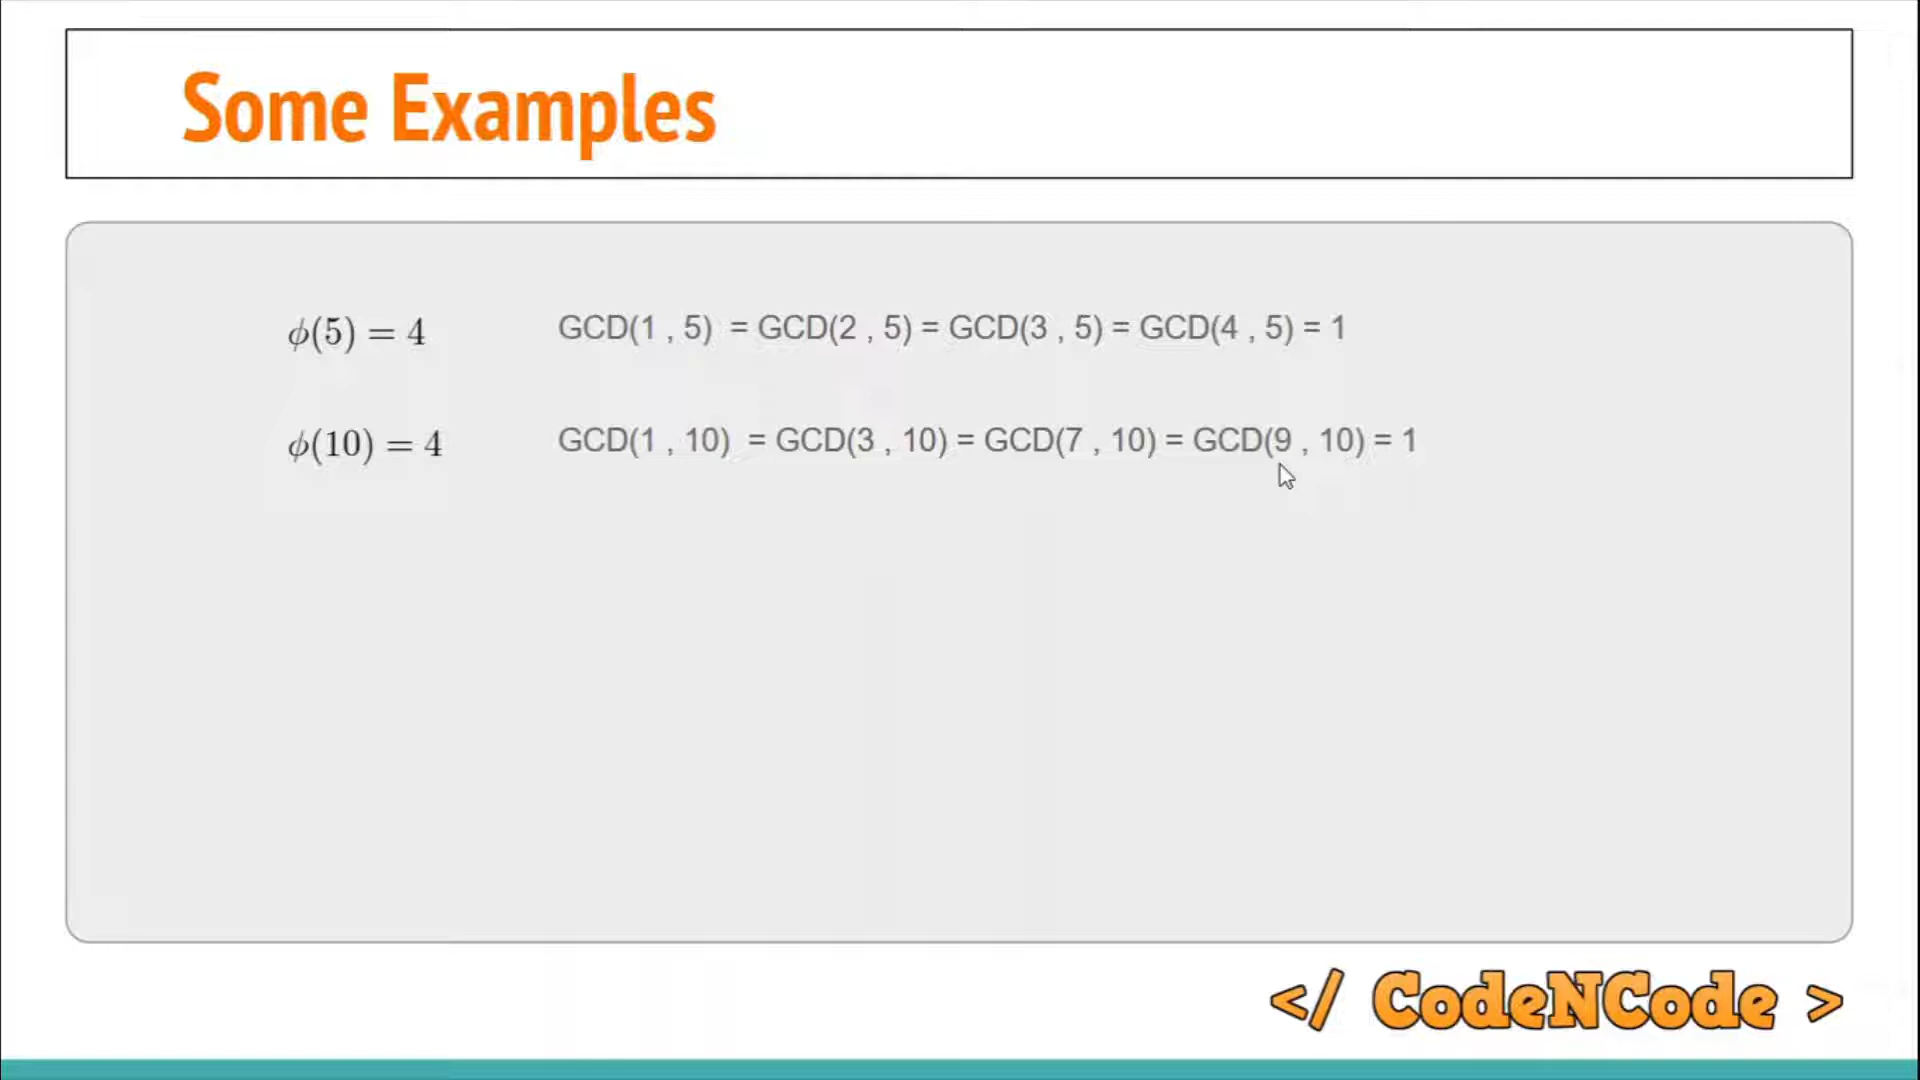 Some Examples
ϕ(5) = 4 GCD(1 , 5) = GCD(2 , 5) = GCD(3 , 5) = GCD(4 , 5) = 1
ϕ(10) = 4 GCD(1 , 10) = GCD(3 , 10) = GCD(7 , 10) = GCD(9 , 10) = 1
</ CodeNCode >